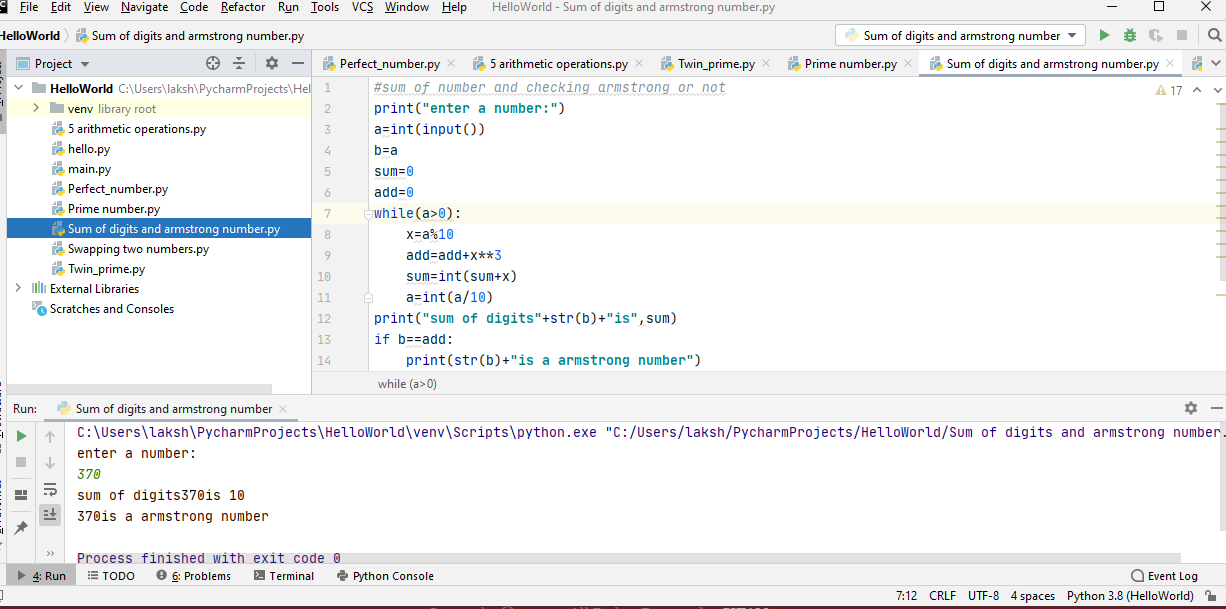 File Edit View Navigate Code Refactor Run Tools VCS Window Help HelloWorld - Sum of digits and armstrong number.py
HelloWorld Sum of digits and armstrong number.py Sum of digits and armstrong number
Project
Perfect_number.py 5 arithmetic operations.py Twin_prime.py Prime number.py Sum of digits and armstrong number.py
HelloWorld C:\Users\laksh\PycharmProjects\Hel
venv library root
5 arithmetic operations.py
hello.py
main.py
Perfect_number.py
Prime number.py
Sum of digits and armstrong number.py
Swapping two numbers.py
Twin_prime.py
External Libraries
Scratches and Consoles
17
1 #sum of number and checking armstrong or not
2 print("enter a number:")
3 a=int(input())
4 b=a
5 sum=0
6 add=0
7 while(a>0):
8 x=a%10
9 add=add+x**3
10 sum=int(sum+x)
11 a=int(a/10)
12 print("sum of digits"+str(b)+"is",sum)
13 if b==add:
14 print(str(b)+"is a armstrong number")
while (a>0)
Run: Sum of digits and armstrong number
C:\Users\laksh\PycharmProjects\HelloWorld\venv\Scripts\python.exe "C:/Users/laksh/PycharmProjects/HelloWorld/Sum of digits and armstrong number.
enter a number:
370
sum of digits370is 10
370is a armstrong number
Process finished with exit code 0
4: Run TODO 6: Problems Terminal Python Console Event Log
7:12 CRLF UTF-8 4 spaces Python 3.8 (HelloWorld)